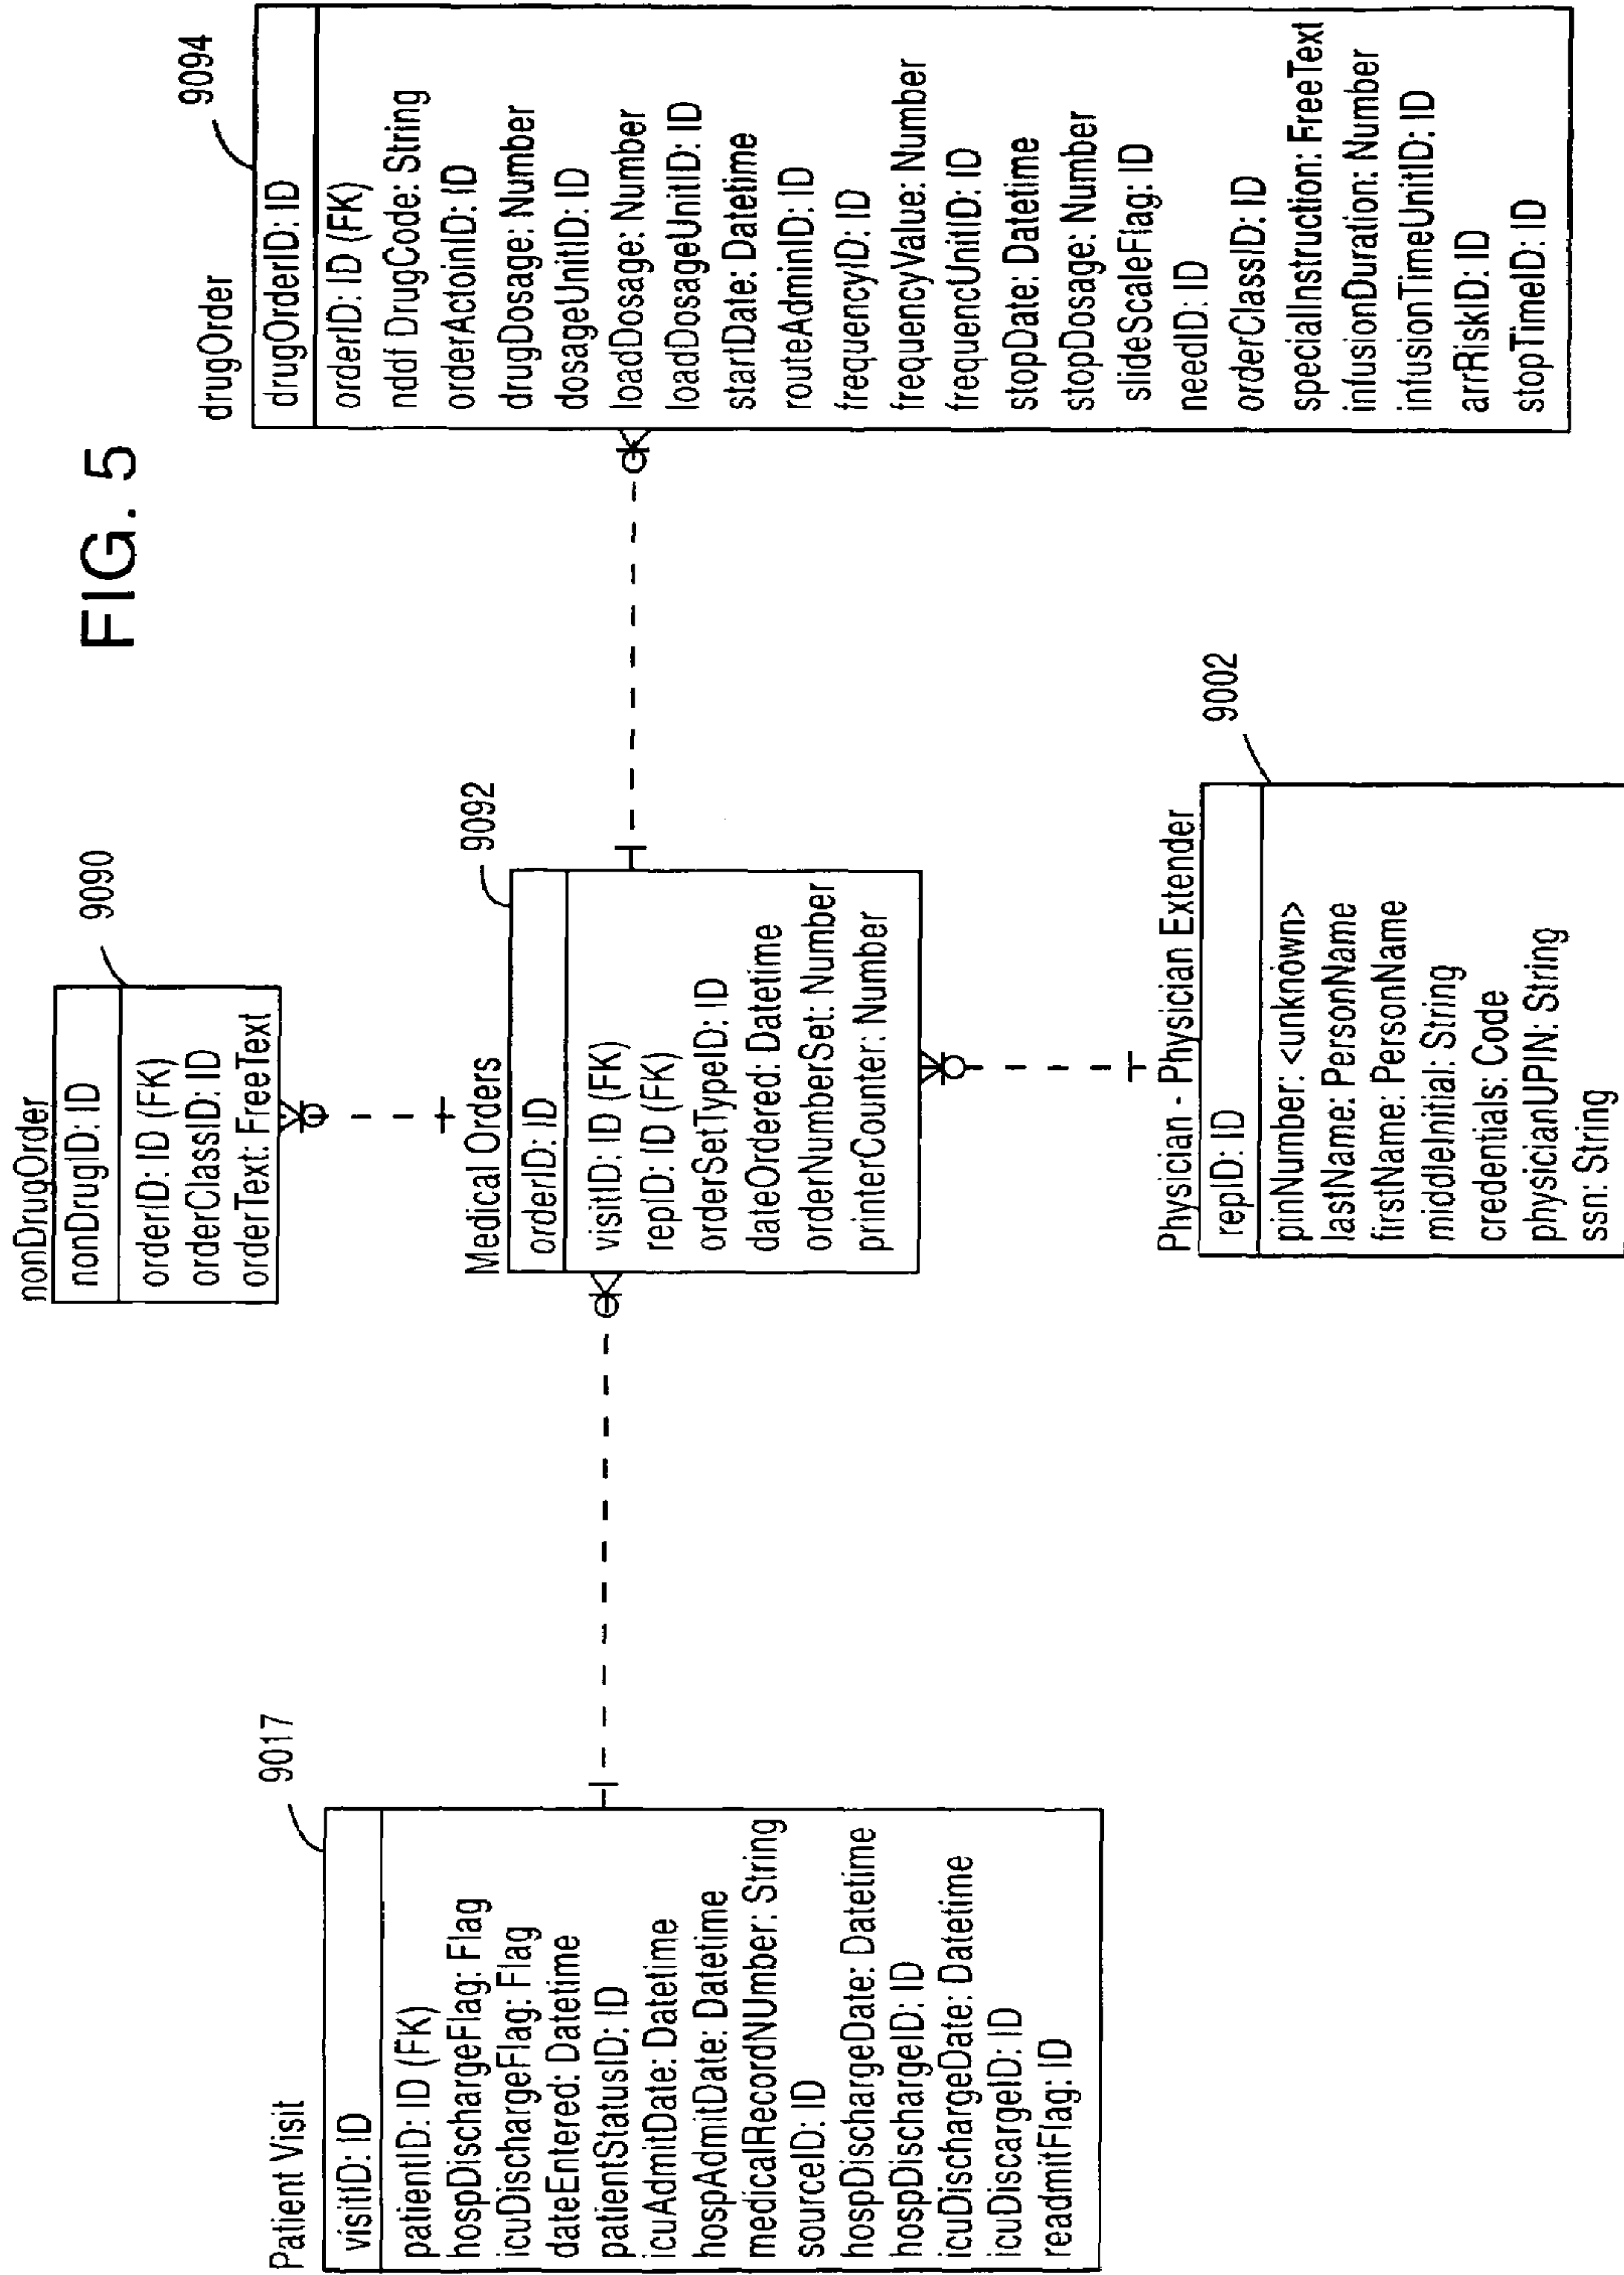 FIG. 5
nonDrugOrder
9090
nonDrugID: ID
orderID: ID (FK)
orderClassID: ID
orderText: FreeText
drugOrder
9094
drugOrderID: ID
orderID: ID (FK)
nddf DrugCode: String
orderActoinID: ID
drugDosage: Number
dosageUnitID: ID
loadDosage: Number
loadDosageUnitID: ID
startDate: Datetime
routeAdminID: ID
frequencyID: ID
frequencyValue: Number
frequencUnitID: ID
stopDate: Datetime
stopDosage: Number
slideScaleFlag: ID
needID: ID
orderClassID: ID
specialInstruction: FreeText
infusionDuration: Number
infusionTimeUnitID: ID
arrRiskID: ID
stopTimeID: ID
Patient Visit
9017
visitID: ID
patientID: ID (FK)
hospDischargeFlag: Flag
icuDischargeFlag: Flag
dateEntered: Datetime
patientStatusID: ID
icuAdmitDate: Datetime
hospAdmitDate: Datetime
medicalRecordNUmber: String
sourceID: ID
hospDischargeDate: Datetime
hospDischargeID: ID
icuDischargeDate: Datetime
icuDiscargeID: ID
readmitFlag: ID
Medical Orders
9092
orderID: ID
visitID: ID (FK)
repID: ID (FK)
orderSetTypeID: ID
dateOrdered: Datetime
orderNumberSet: Number
printerCounter: Number
Physician - Physician Extender
9002
repID: ID
pinNumber: <unknown>
lastName: PersonName
firstName: PersonName
middleInitial: String
credentials: Code
physicianUPIN: String
ssn: String